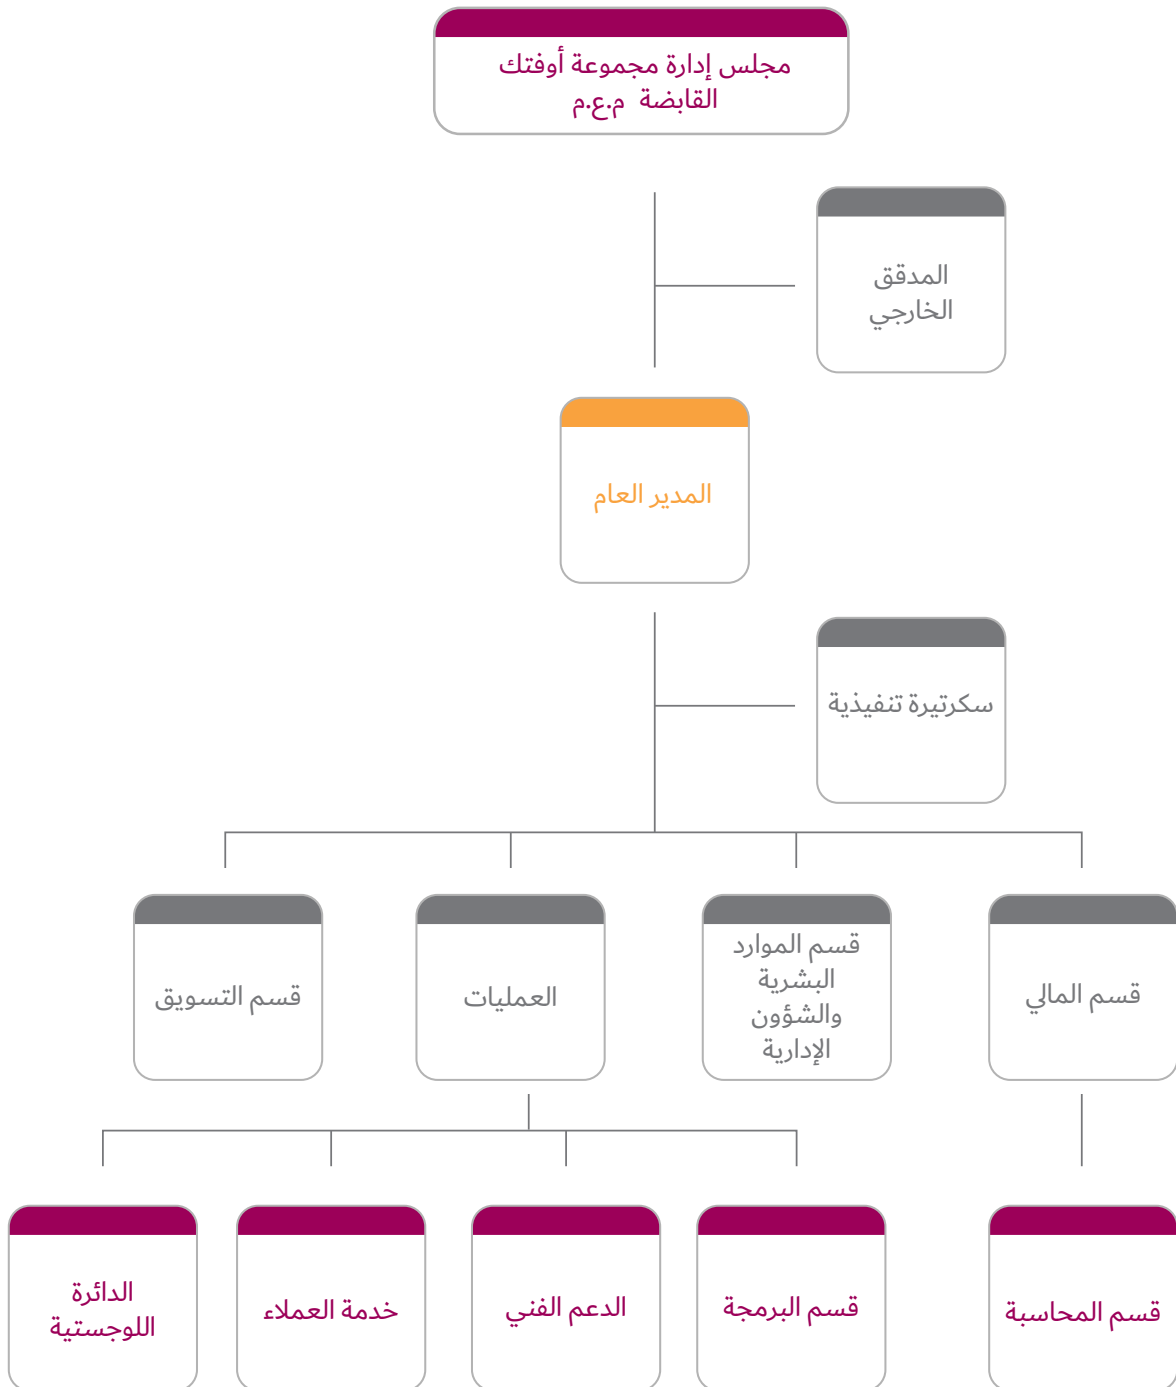 مجلس إدارة مجموعة أوفتك
القابضة م.ع.م
المدقق
الخارجي
المدير العام
سكرتيرة تنفيذية
قسم المالي
قسم الموارد
البشرية
والشؤون
الإدارية
العمليات
قسم التسويق
قسم المحاسبة
قسم البرمجة
الدعم الفني
خدمة العملاء
الدائرة
اللوجستية